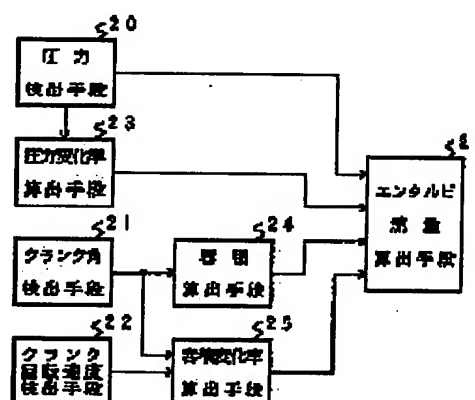 20
圧力
検出手段
23
圧力変化率
算出手段
21
クランク角
検出手段
24
容積
算出手段
22
クランク
回転速度
検出手段
25
容積変化率
算出手段
2
エンタルピ
流量
算出手段